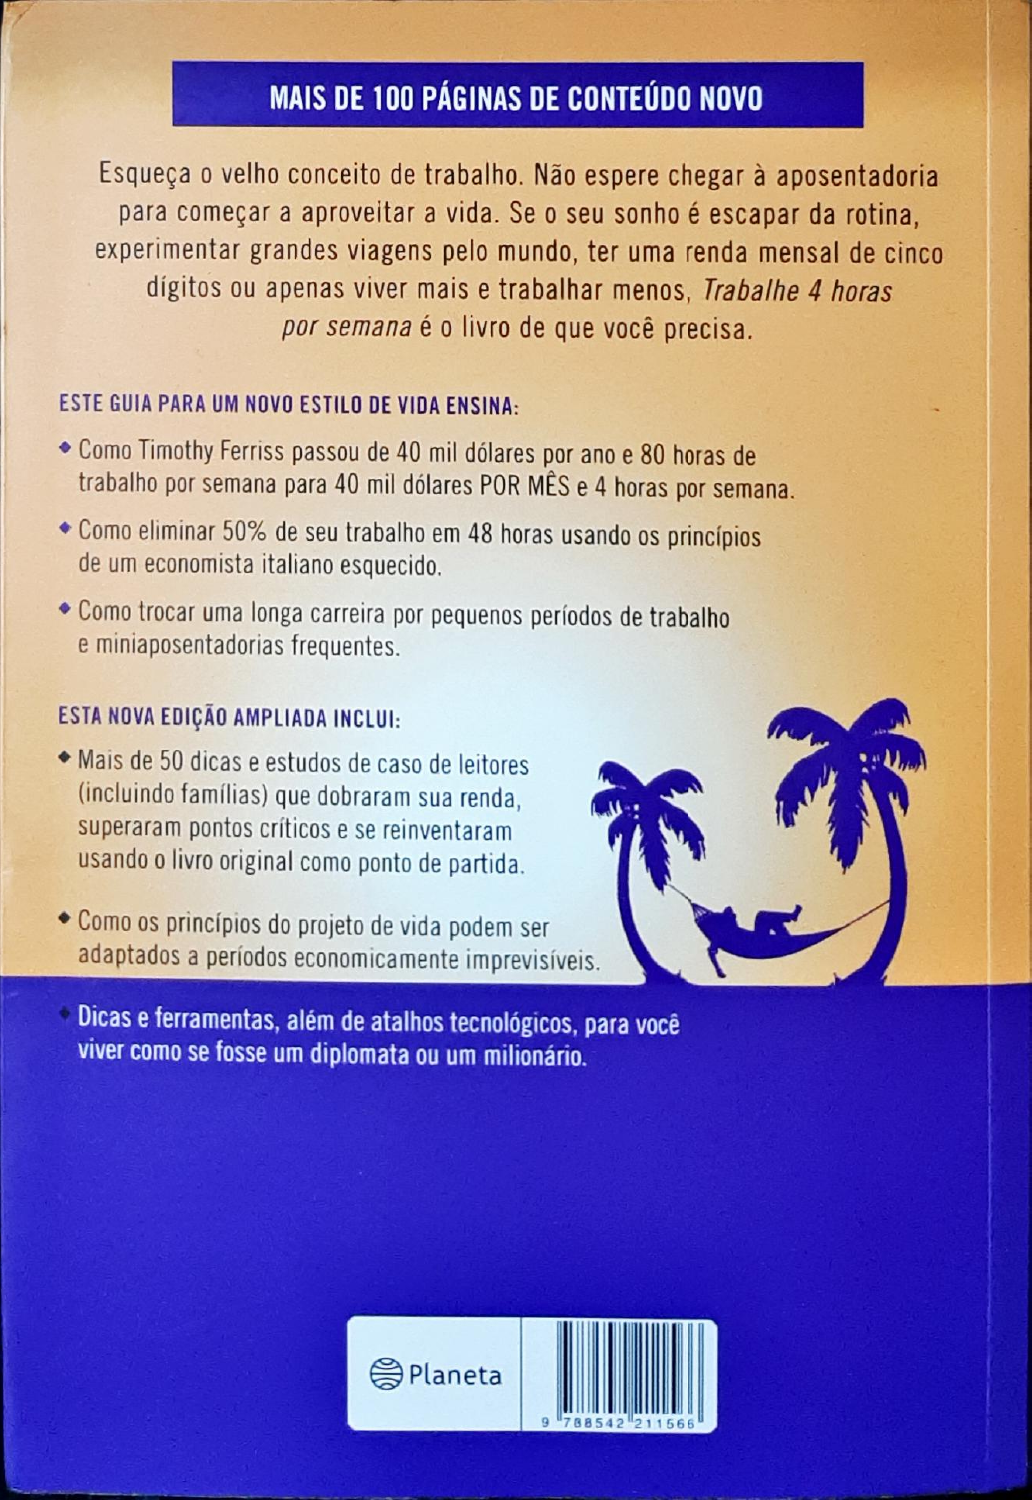 MAIS DE 100 PÁGINAS DE CONTEÚDO NOVO
Esqueça o velho conceito de trabalho. Não espere chegar à aposentadoria
para começar a aproveitar a vida. Se o seu sonho é escapar da rotina,
experimentar grandes viagens pelo mundo, ter uma renda mensal de cinco
dígitos ou apenas viver mais e trabalhar menos, Trabalhe 4 horas
por semana é o livro de que você precisa.
ESTE GUIA PARA UM NOVO ESTILO DE VIDA ENSINA:
◆ Como Timothy Ferriss passou de 40 mil dólares por ano e 80 horas de
trabalho por semana para 40 mil dólares POR MÊS e 4 horas por semana.
◆ Como eliminar 50% de seu trabalho em 48 horas usando os princípios
de um economista italiano esquecido.
◆ Como trocar uma longa carreira por pequenos períodos de trabalho
e miniaposentadorias frequentes.
ESTA NOVA EDIÇÃO AMPLIADA INCLUI:
◆ Mais de 50 dicas e estudos de caso de leitores
(incluindo famílias) que dobraram sua renda,
superaram pontos críticos e se reinventaram
usando o livro original como ponto de partida.
◆ Como os princípios do projeto de vida podem ser
adaptados a períodos economicamente imprevisíveis.
◆ Dicas e ferramentas, além de atalhos tecnológicos, para você
viver como se fosse um diplomata ou um milionário.
Planeta
9 788542 211566